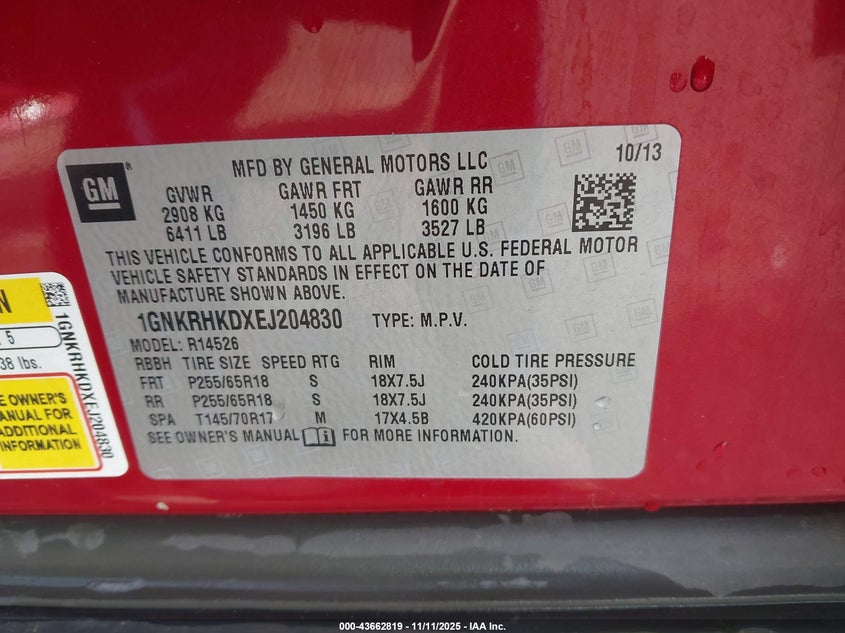 GM
®
MFD BY GENERAL MOTORS LLC
10/13
GVWR GAWR FRT GAWR RR
2908 KG 1450 KG 1600 KG
6411 LB 3196 LB 3527 LB
THIS VEHICLE CONFORMS TO ALL APPLICABLE U.S. FEDERAL MOTOR
VEHICLE SAFETY STANDARDS IN EFFECT ON THE DATE OF
MANUFACTURE SHOWN ABOVE.
1GNKRHKDXEJ204830 TYPE: M.P.V.
MODEL: R14526
RBBH TIRE SIZE SPEED RTG RIM COLD TIRE PRESSURE
FRT P255/65R18 S 18X7.5J 240KPA(35PSI)
RR P255/65R18 S 18X7.5J 240KPA(35PSI)
SPA T145/70R17 M 17X4.5B 420KPA(60PSI)
SEE OWNER'S MANUAL FOR MORE INFORMATION.
N
5
38 lbs.
E OWNER'S
ANUAL FOR
ADDITIONAL
INFORMATION
1GNKRHKDXEJ204830
000-43662819 - 11/11/2025 - IAA Inc.